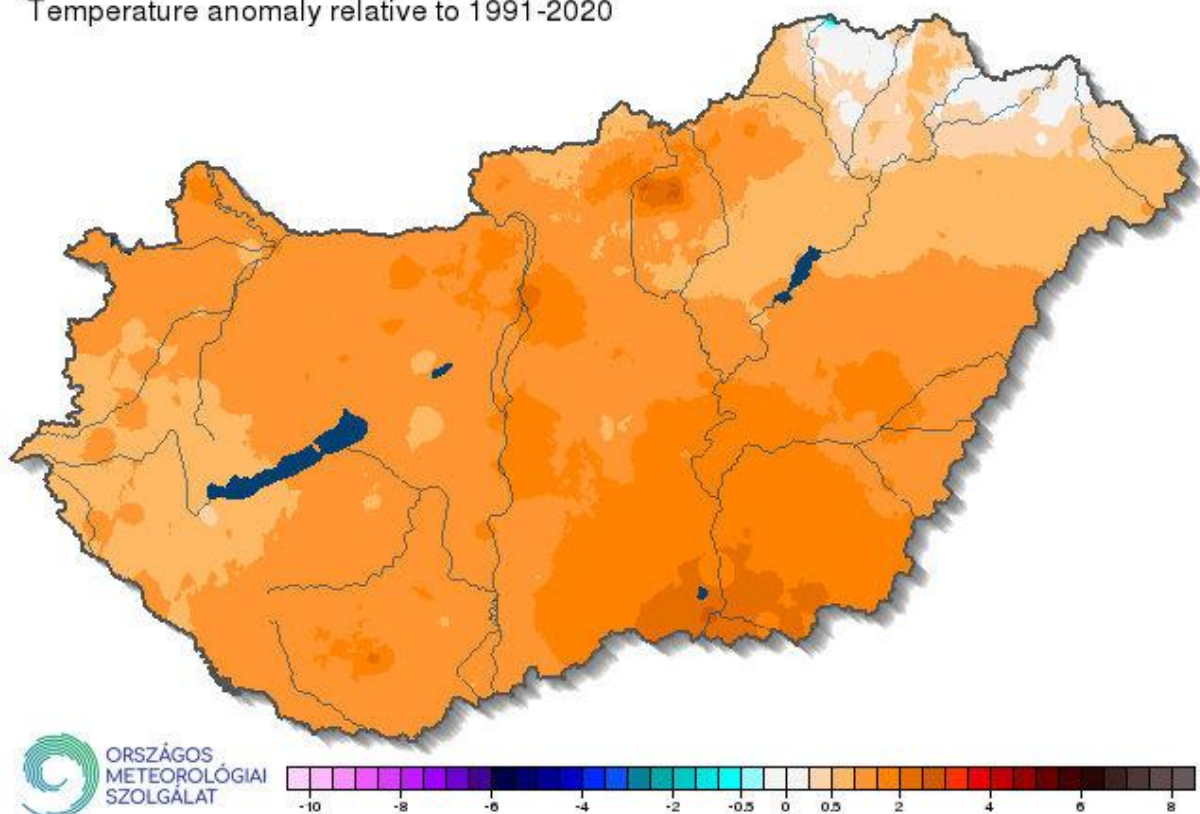 Temperature anomaly relative to 1991-2020
ORSZÁGOS
METEOROLÓGIAI
SZOLGÁLAT
-10 -8 -6 -4 -2 -0.5 0 0.5 2 4 6 8